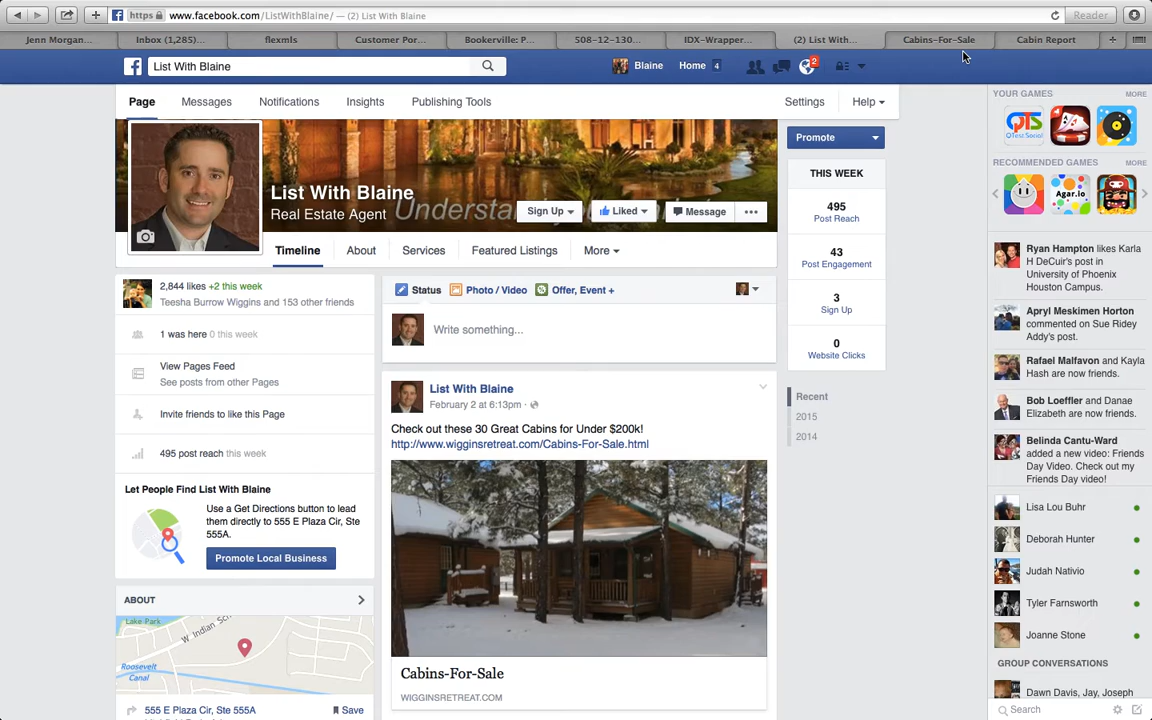 https www.facebook.com/ListWithBlaine/ — (2) List With Blaine
Reader
Jenn Morgan...
Inbox (1,285)...
flexmls
Customer Por...
Bookerville: P...
508-12-130...
IDX-Wrapper...
(2) List With...
Cabins-For-Sale
Cabin Report
List With Blaine
Blaine
Home 4
2
Page
Messages
Notifications
Insights
Publishing Tools
Settings
Help
List With Blaine
Real Estate Agent
Sign Up
Liked
Message
Timeline
About
Services
Featured Listings
More
Promote
THIS WEEK
495
Post Reach
43
Post Engagement
3
Sign Up
0
Website Clicks
Recent
2015
2014
2,844 likes +2 this week
Teesha Burrow Wiggins and 153 other friends
1 was here 0 this week
View Pages Feed
See posts from other Pages
Invite friends to like this Page
495 post reach this week
Let People Find List With Blaine
Use a Get Directions button to lead
them directly to 555 E Plaza Cir, Ste
555A.
Promote Local Business
ABOUT
Lake Park
W Indian Sc
Roosevelt
Canal
555 E Plaza Cir, Ste 555A
Save
Status
Photo / Video
Offer, Event +
Write something...
List With Blaine
February 2 at 6:13pm
Check out these 30 Great Cabins for Under $200k!
http://www.wigginsretreat.com/Cabins-For-Sale.html
Cabins-For-Sale
WIGGINSRETREAT.COM
YOUR GAMES
MORE
QTS
QTest Social
RECOMMENDED GAMES
MORE
Agar.io
Ryan Hampton likes Karla
H DeCuir's post in
University of Phoenix
Houston Campus.
Apryl Meskimen Horton
commented on Sue Ridey
Addy's post.
Rafael Malfavon and Kayla
Hash are now friends.
Bob Loeffler and Danae
Elizabeth are now friends.
Belinda Cantu-Ward
added a new video: Friends
Day Video. Check out my
Friends Day video!
Lisa Lou Buhr
Deborah Hunter
Judah Nativio
Tyler Farnsworth
Joanne Stone
GROUP CONVERSATIONS
Dawn Davis, Jay, Joseph
Search